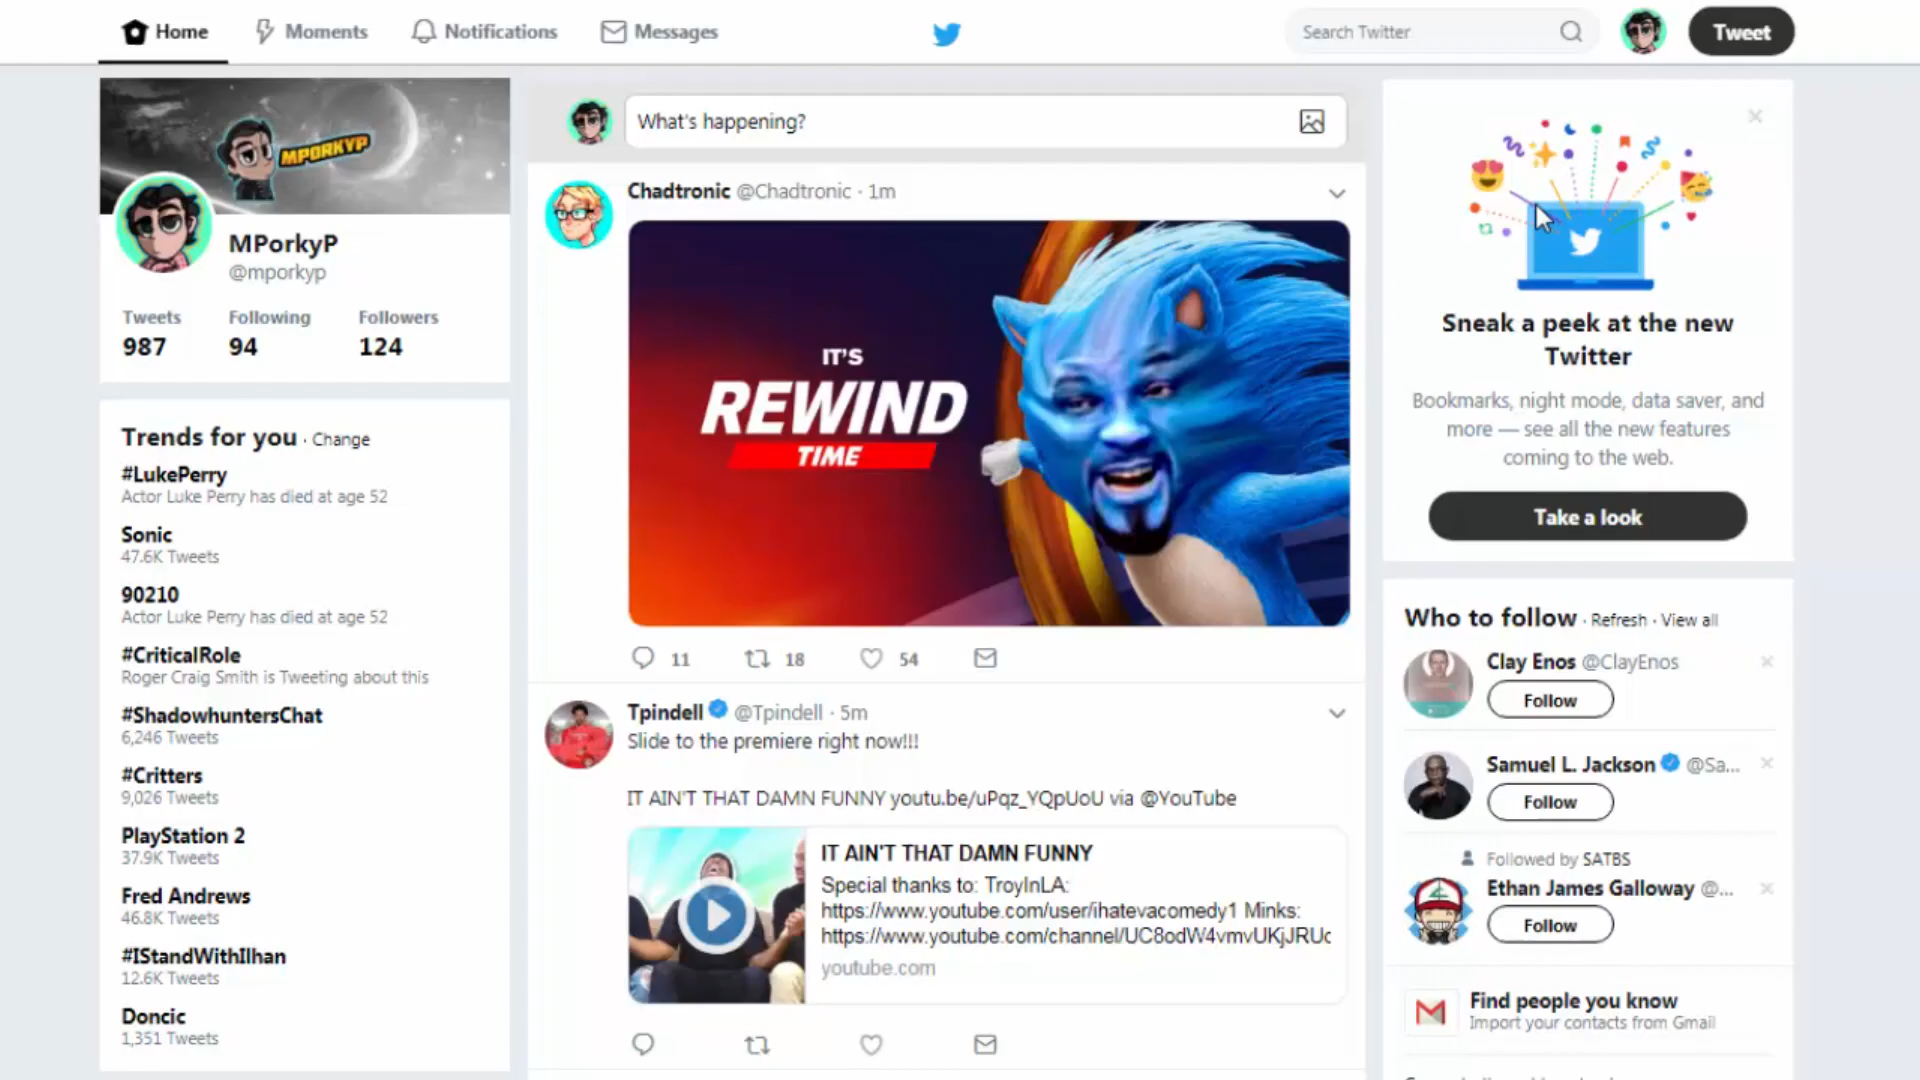 Home
Moments
Notifications
Messages
Search Twitter
Tweet
MPORKYP
MPorkyP
@mporkyp
Tweets Following Followers
987 94 124
Trends for you · Change
#LukePerry
Actor Luke Perry has died at age 52
Sonic
47.6K Tweets
90210
Actor Luke Perry has died at age 52
#CriticalRole
Roger Craig Smith is Tweeting about this
#ShadowhuntersChat
6,246 Tweets
#Critters
9,026 Tweets
PlayStation 2
37.9K Tweets
Fred Andrews
46.8K Tweets
#IStandWithIlhan
12.6K Tweets
Doncic
1,351 Tweets
What's happening?
Chadtronic @Chadtronic · 1m
IT'S
REWIND
TIME
11 18 54
Tpindell @Tpindell · 5m
Slide to the premiere right now!!!
IT AIN'T THAT DAMN FUNNY youtu.be/uPqz_YQpUoU via @YouTube
IT AIN'T THAT DAMN FUNNY
Special thanks to: TroyInLA:
https://www.youtube.com/user/ihatevacomedy1 Minks:
https://www.youtube.com/channel/UC8odW4vmvUKjJRUc
youtube.com
Sneak a peek at the new
Twitter
Bookmarks, night mode, data saver, and
more — see all the new features
coming to the web.
Take a look
Who to follow · Refresh · View all
Clay Enos @ClayEnos
Follow
Samuel L. Jackson @Sa...
Follow
Followed by SATBS
Ethan James Galloway @...
Follow
Find people you know
Import your contacts from Gmail